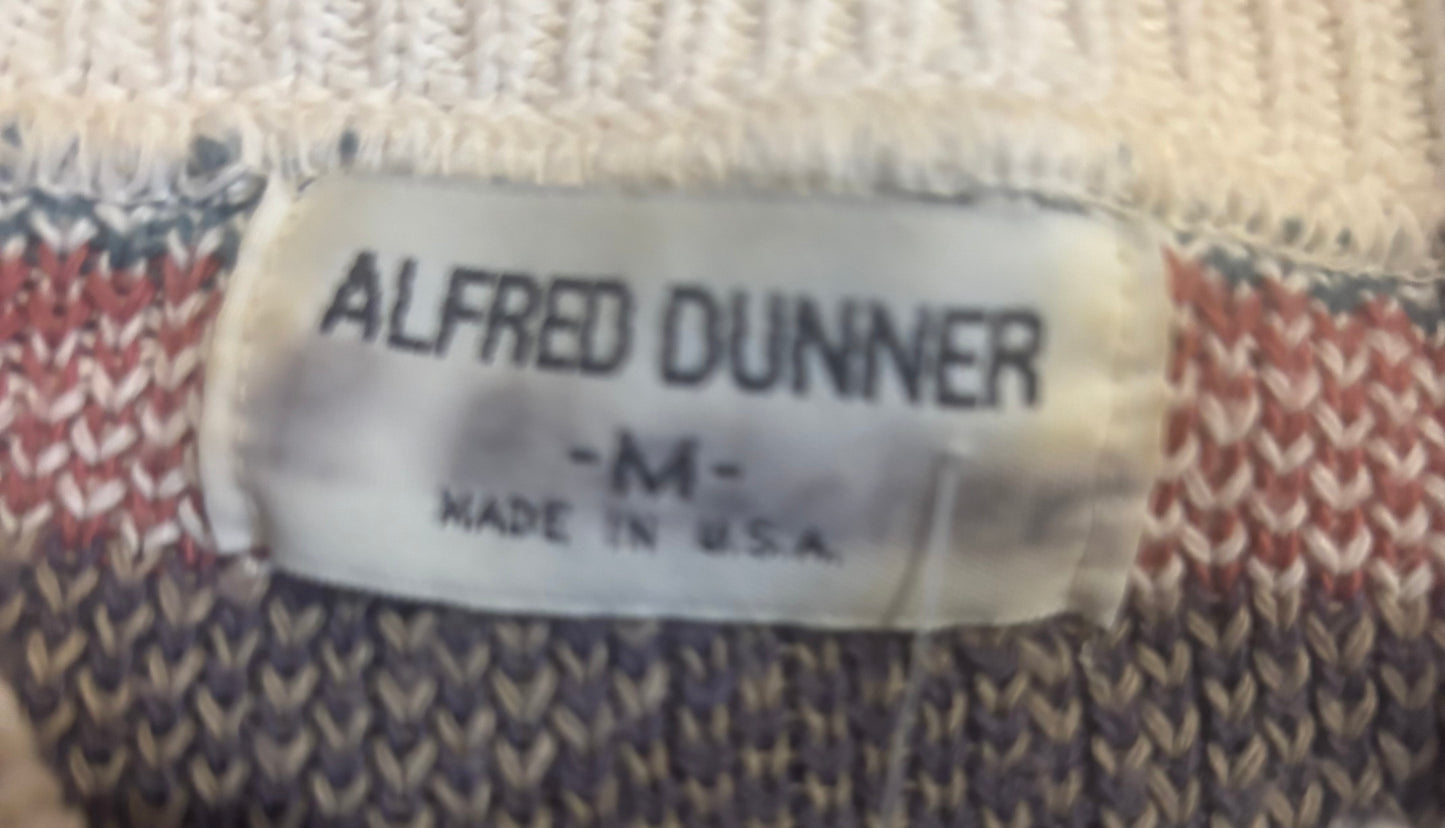 ALFRED DUNNER
-M-
MADE IN U.S.A.